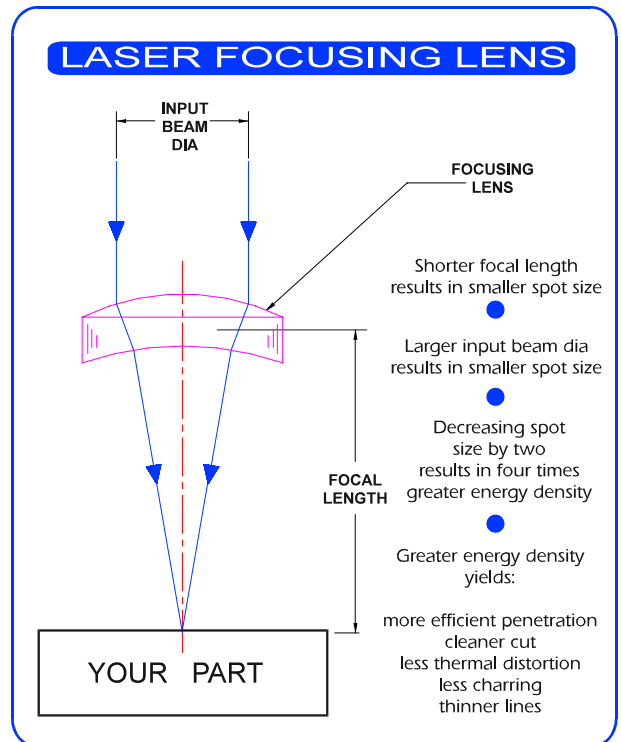 LASER FOCUSING LENS
INPUT
BEAM
DIA
FOCUSING
LENS
Shorter focal length
results in smaller spot size
Larger input beam dia
results in smaller spot size
Decreasing spot
size by two
results in four times
greater energy density
FOCAL
LENGTH
Greater energy density
yields:
more efficient penetration
cleaner cut
less thermal distortion
less charring
thinner lines
YOUR PART